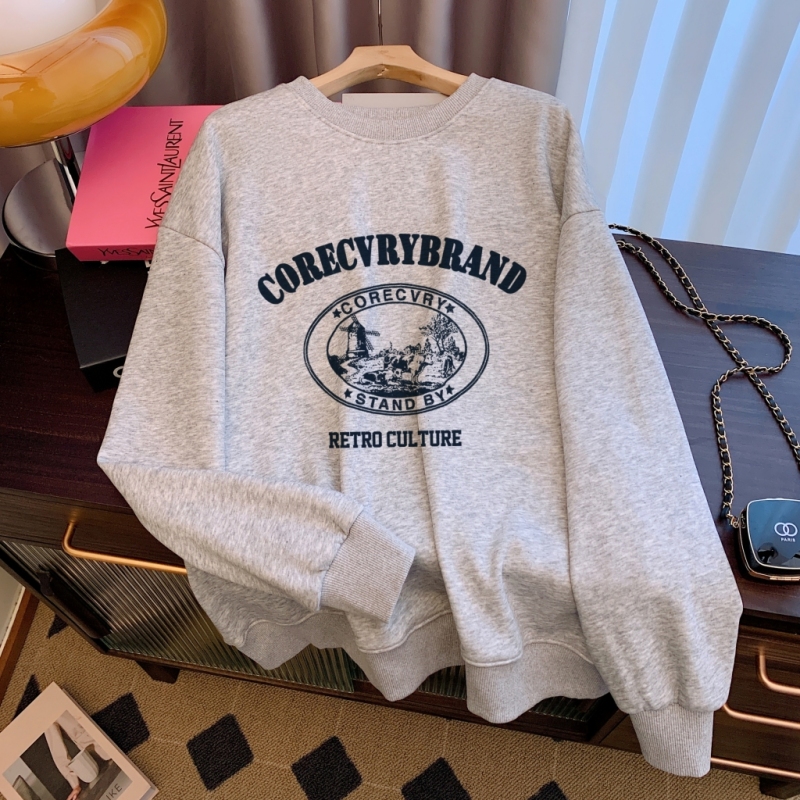 YVESSAINTLAURENT
CORECVRYBRAND
★CORECVRY★
★STAND BY★
RETRO CULTURE
PARIS